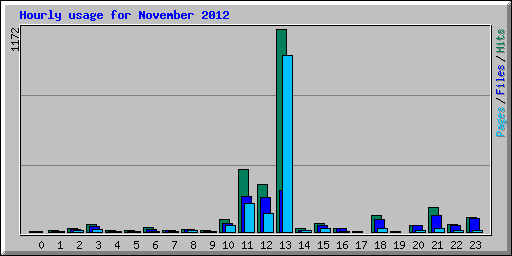 Hourly usage for November 2012
1172
Pages/Files/Hits
0 1 2 3 4 5 6 7 8 9 10 11 12 13 14 15 16 17 18 19 20 21 22 23